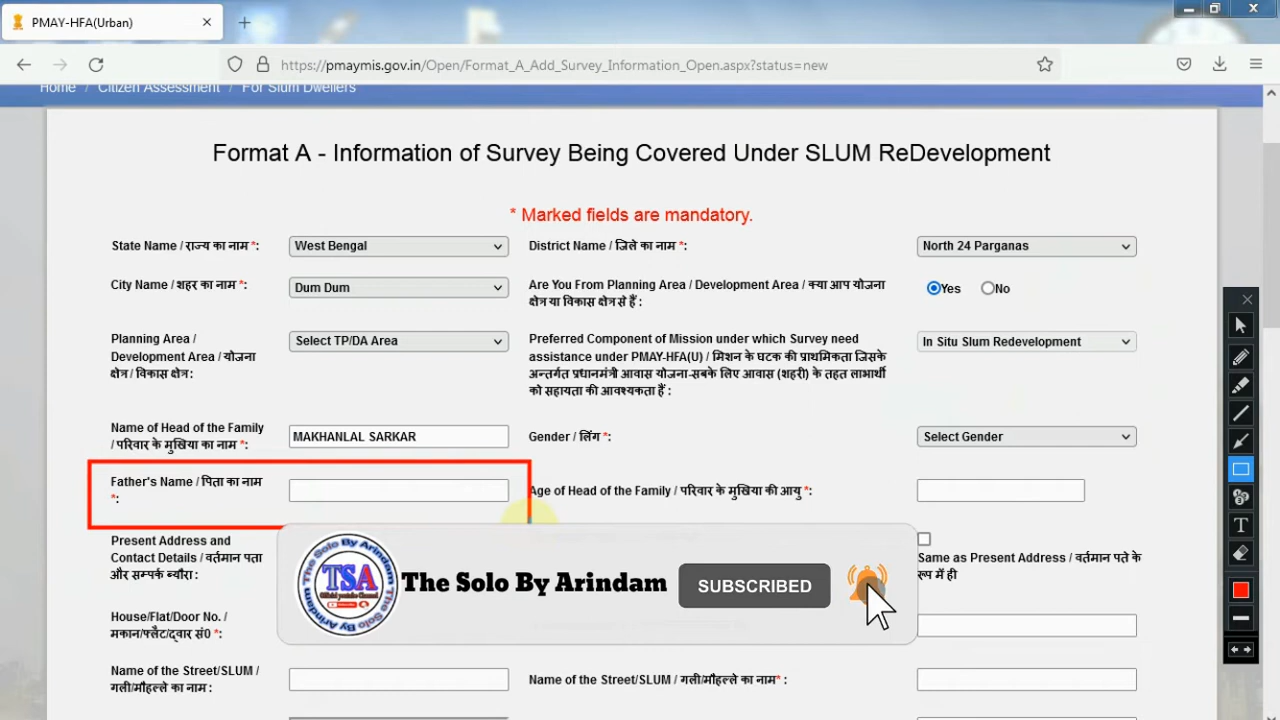 PMAY-HFA(Urban)
https://pmaymis.gov.in/Open/Format_A_Add_Survey_Information_Open.aspx?status=new
Home / Citizen Assessment / For Slum Dwellers
Format A - Information of Survey Being Covered Under SLUM ReDevelopment
* Marked fields are mandatory.
State Name / राज्य का नाम *:
West Bengal
District Name / जिले का नाम *:
North 24 Parganas
City Name / शहर का नाम *:
Dum Dum
Are You From Planning Area / Development Area / क्या आप योजना
क्षेत्र या विकास क्षेत्र से हैं :
Yes
No
Planning Area /
Development Area / योजना
क्षेत्र / विकास क्षेत्र:
Select TP/DA Area
Preferred Component of Mission under which Survey need
assistance under PMAY-HFA(U) / मिशन के घटक की प्राथमिकता जिसके
अन्तर्गत प्रधानमंत्री आवास योजना-सबके लिए आवास (शहरी) के तहत लाभार्थी
को सहायता की आवश्यकता हैं :
In Situ Slum Redevelopment
Name of Head of the Family
/ परिवार के मुखिया का नाम *:
MAKHANLAL SARKAR
Gender / लिंग *:
Select Gender
Father's Name / पिता का नाम
*:
Age of Head of the Family / परिवार के मुखिया की आयु *:
Present Address and
Contact Details / वर्तमान पता
और सम्पर्क ब्यौरा :
Same as Present Address / वर्तमान पते के
रूप में ही
TSA
The Solo By Arindam
SUBSCRIBED
House/Flat/Door No. /
मकान/फ्लैट/द्वार सं0 *:
Name of the Street/SLUM /
गली/मौहल्ले का नाम :
Name of the Street/SLUM / गली/मौहल्ले का नाम* :